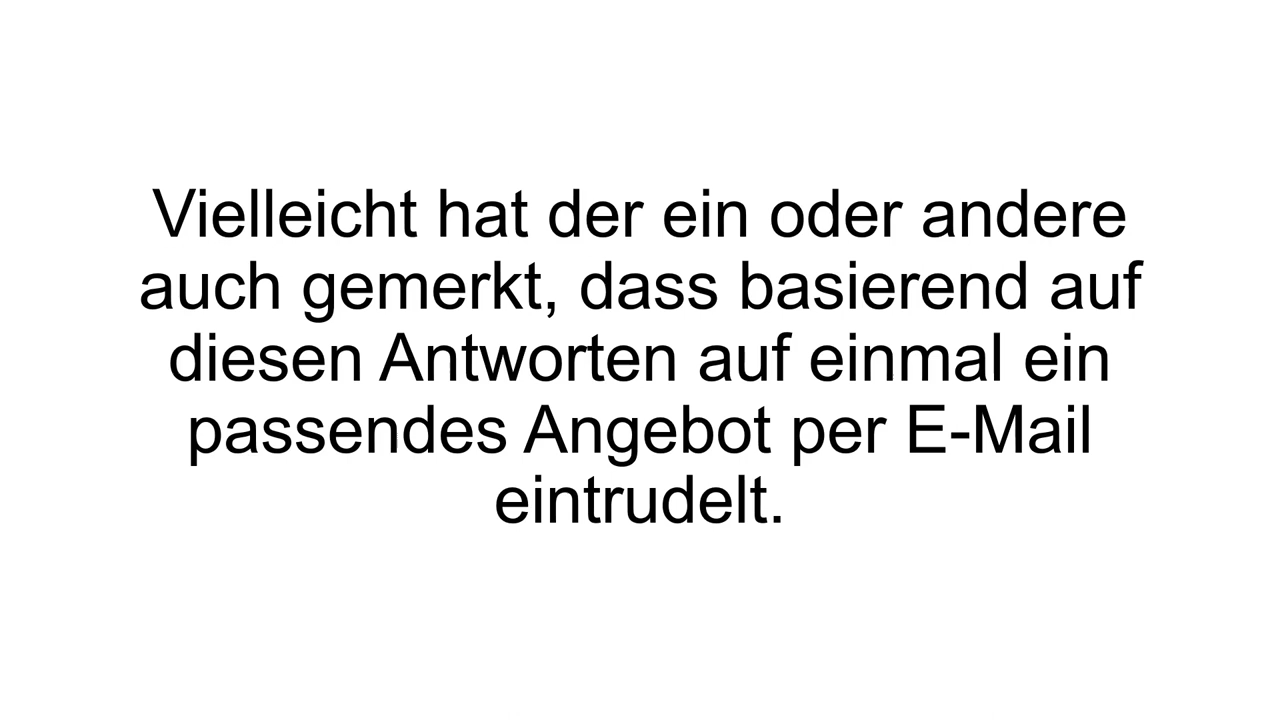 Vielleicht hat der ein oder andere
auch gemerkt, dass basierend auf
diesen Antworten auf einmal ein
passendes Angebot per E-Mail
eintrudelt.